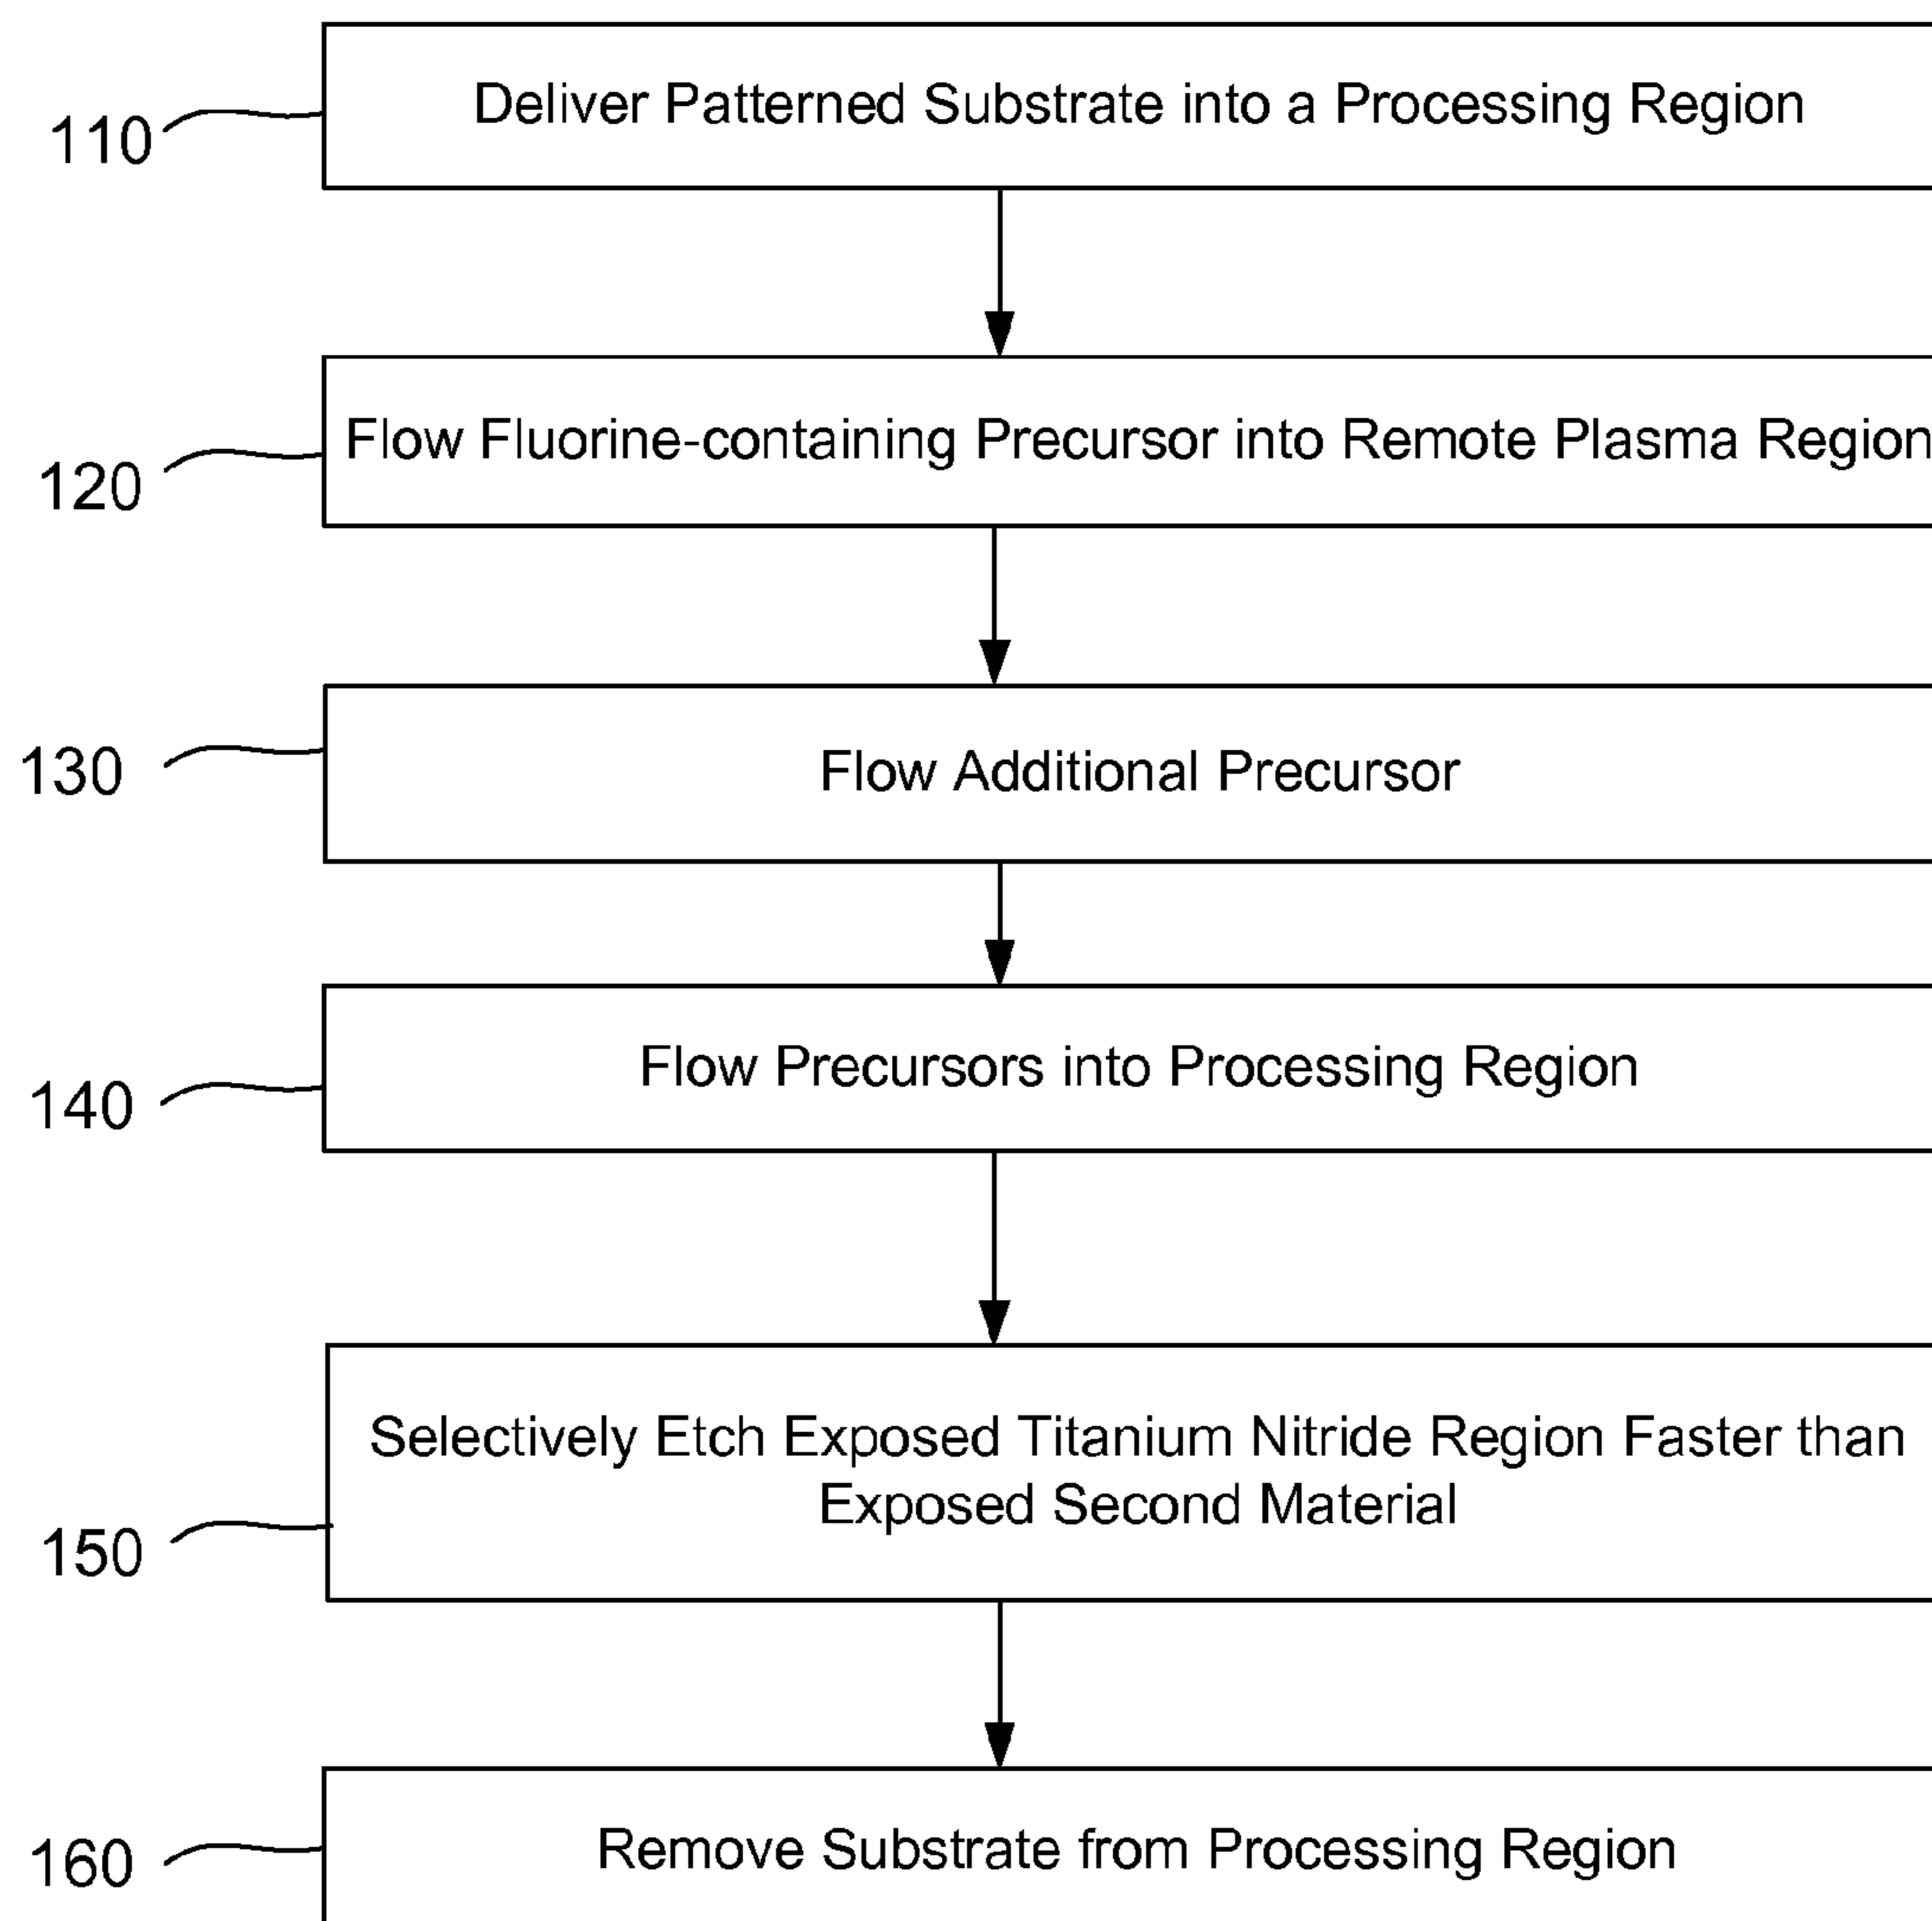 110
Deliver Patterned Substrate into a Processing Region
120
Flow Fluorine-containing Precursor into Remote Plasma Region
130
Flow Additional Precursor
140
Flow Precursors into Processing Region
150
Selectively Etch Exposed Titanium Nitride Region Faster than
Exposed Second Material
160
Remove Substrate from Processing Region